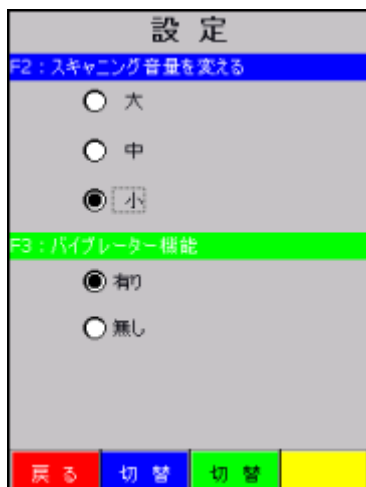 設 定
F2：スキャニング音量を変える
大
中
小
F3：バイブレーター機能
有り
無し
戻る 切替 切替